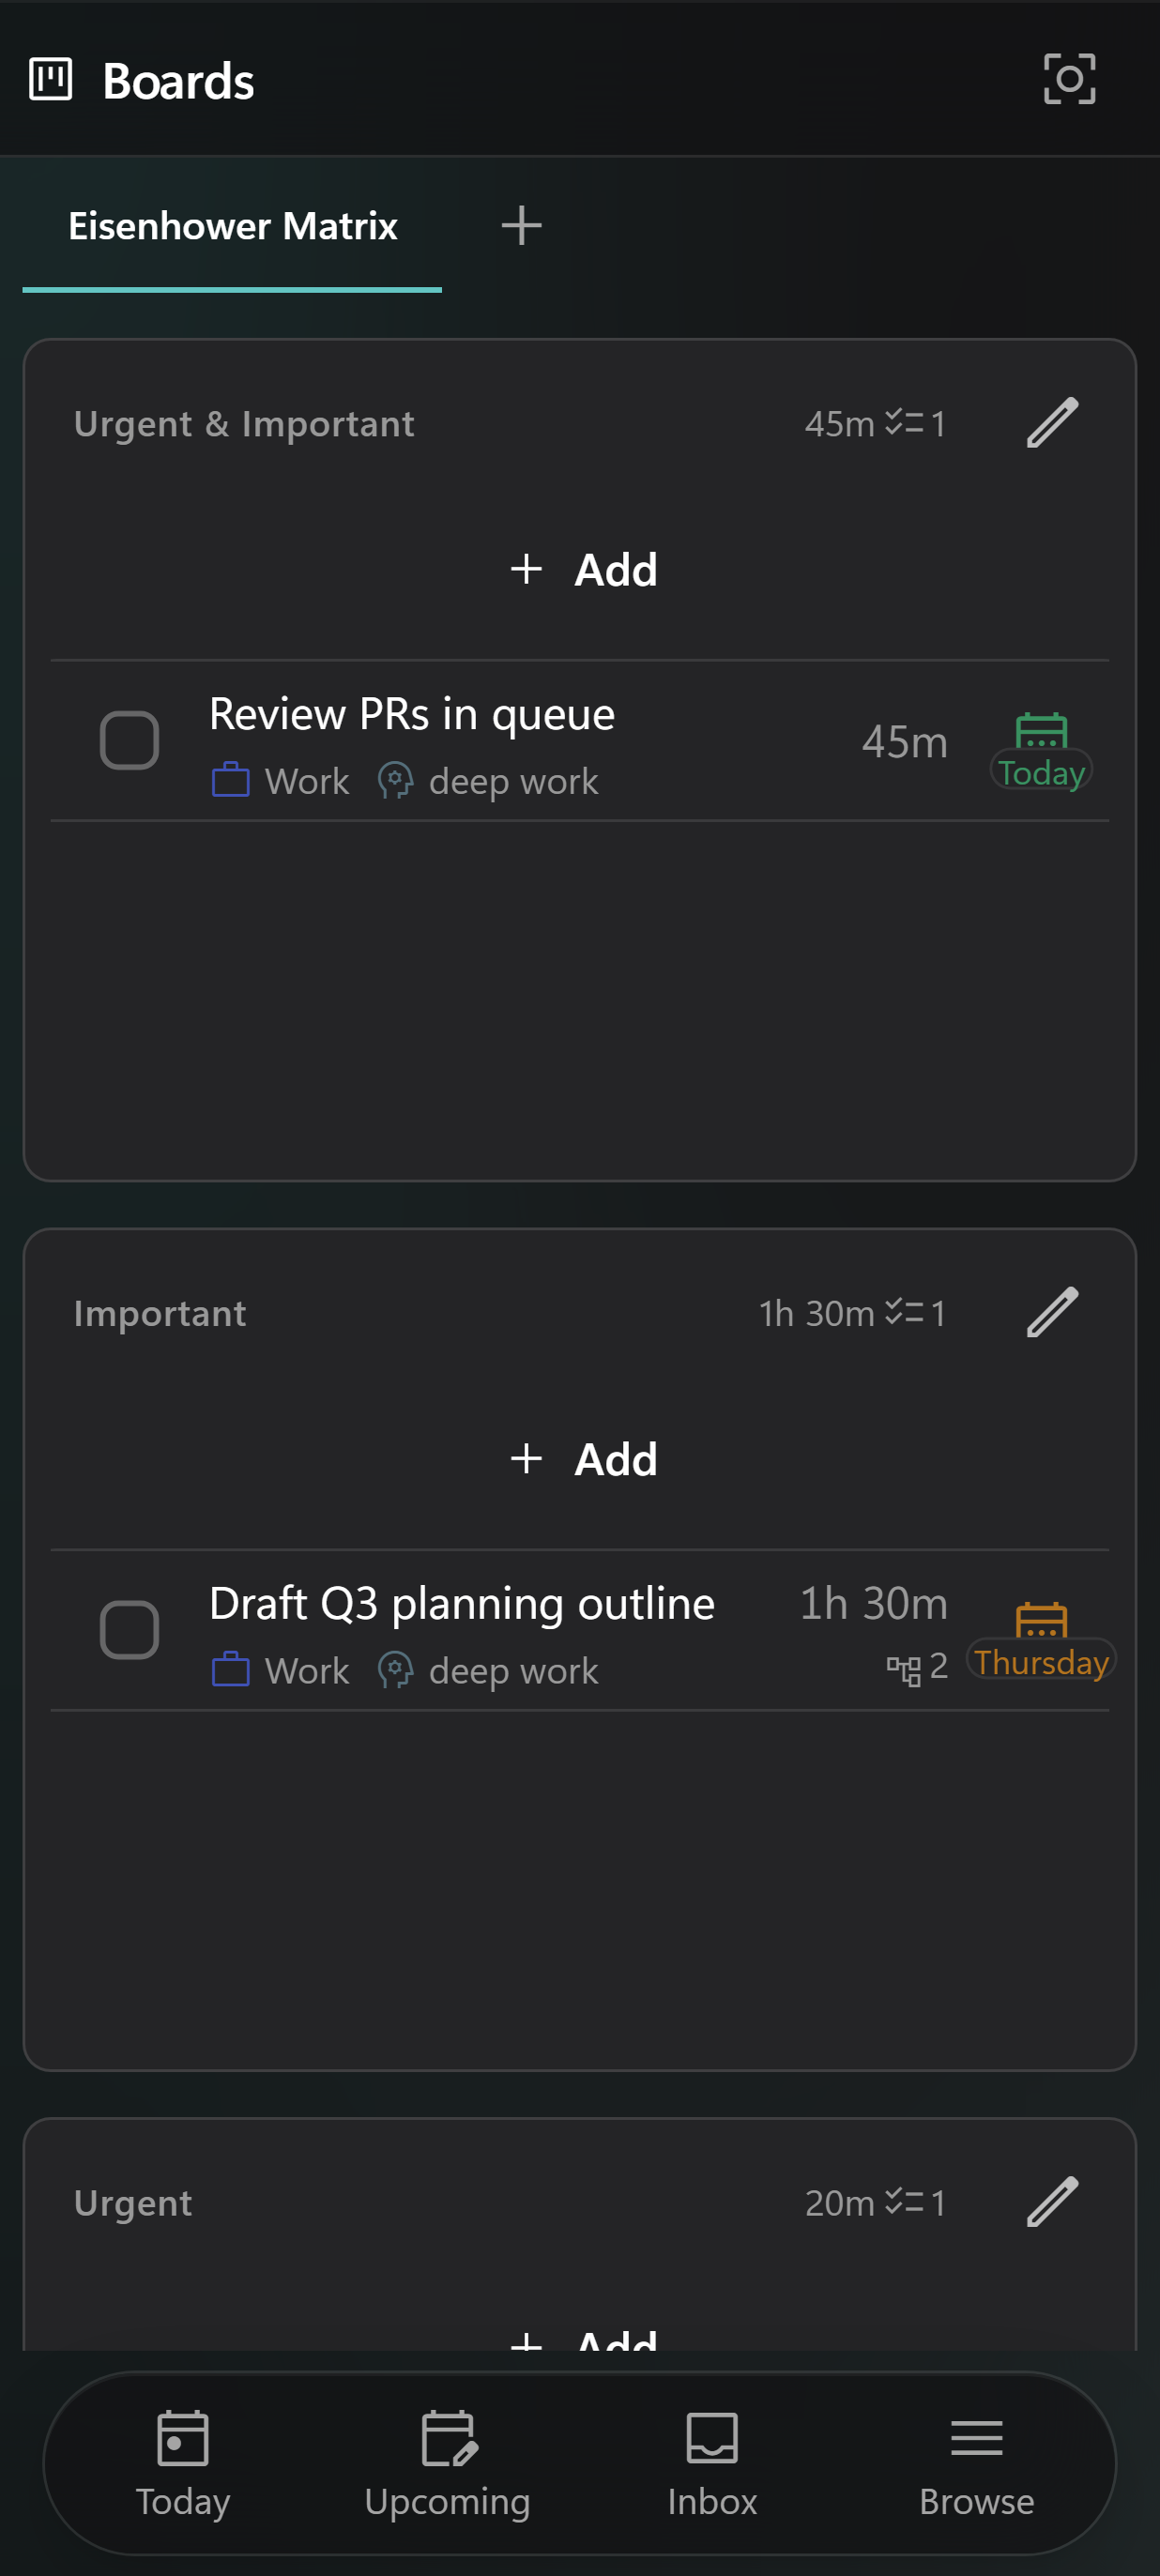 Boards
Eisenhower Matrix
Urgent & Important 45m 1
+ Add
Review PRs in queue 45m
Work deep work Today
Important 1h 30m 1
+ Add
Draft Q3 planning outline 1h 30m
Work deep work 2 Thursday
Urgent 20m 1
+ Add
Today Upcoming Inbox Browse